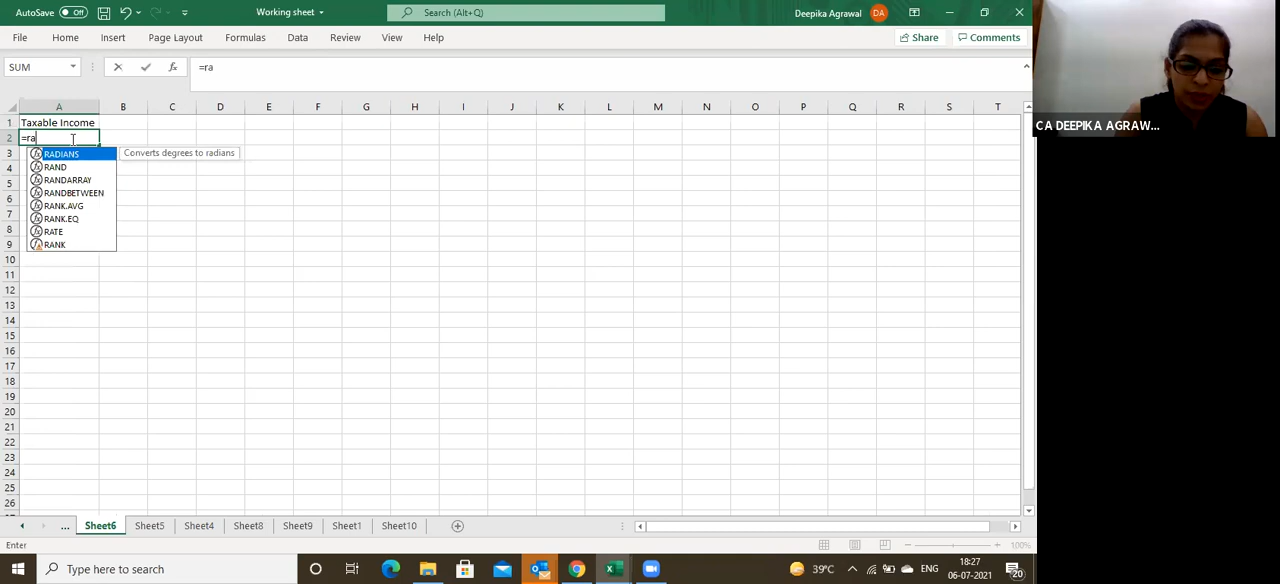 AutoSave Off Working sheet Search (Alt+Q) Deepika Agrawal DA
File Home Insert Page Layout Formulas Data Review View Help Share Comments
SUM fx =ra
A B C D E F G H I J K L M N O P Q R S T
1 Taxable Income
2 =ra
3 RADIANS Converts degrees to radians
4 RAND
RANDARRAY
5
6 RANDBETWEEN
7 RANK.AVG
8 RANK.EQ
RATE
9 RANK
10
11
12
13
14
15
16
17
18
19
20
21
22
23
24
25
26
... Sheet6 Sheet5 Sheet4 Sheet8 Sheet9 Sheet1 Sheet10
Enter 100%
Type here to search 39°C ENG 18:27
06-07-2021 20
CA DEEPIKA AGRAW...